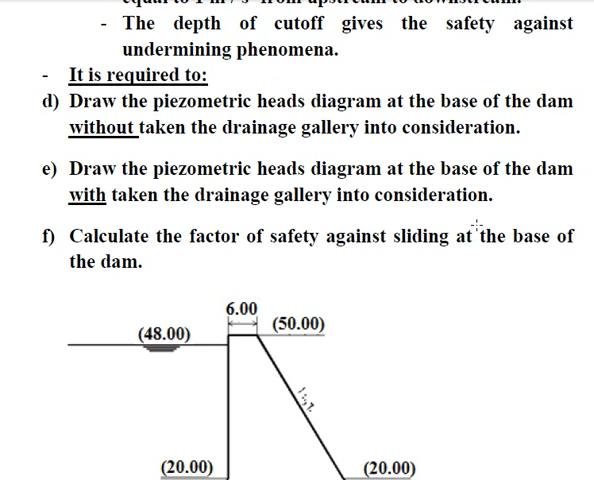 - The depth of cutoff gives the safety against
undermining phenomena.
- It is required to:
d) Draw the piezometric heads diagram at the base of the dam
without taken the drainage gallery into consideration.
e) Draw the piezometric heads diagram at the base of the dam
with taken the drainage gallery into consideration.
f) Calculate the factor of safety against sliding at the base of
the dam.
6.00
(50.00)
(48.00)
(20.00)
(20.00)